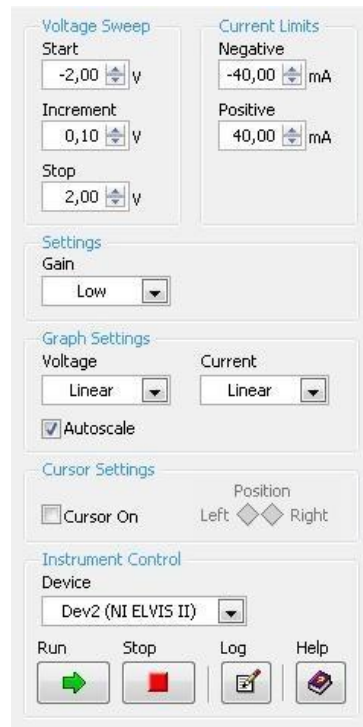 Voltage Sweep
Start
-2,00 V
Increment
0,10 V
Stop
2,00 V
Current Limits
Negative
-40,00 mA
Positive
40,00 mA
Settings
Gain
Low
Graph Settings
Voltage
Linear
Current
Linear
Autoscale
Cursor Settings
Cursor On
Position
Left Right
Instrument Control
Device
Dev2 (NI ELVIS II)
Run Stop Log Help